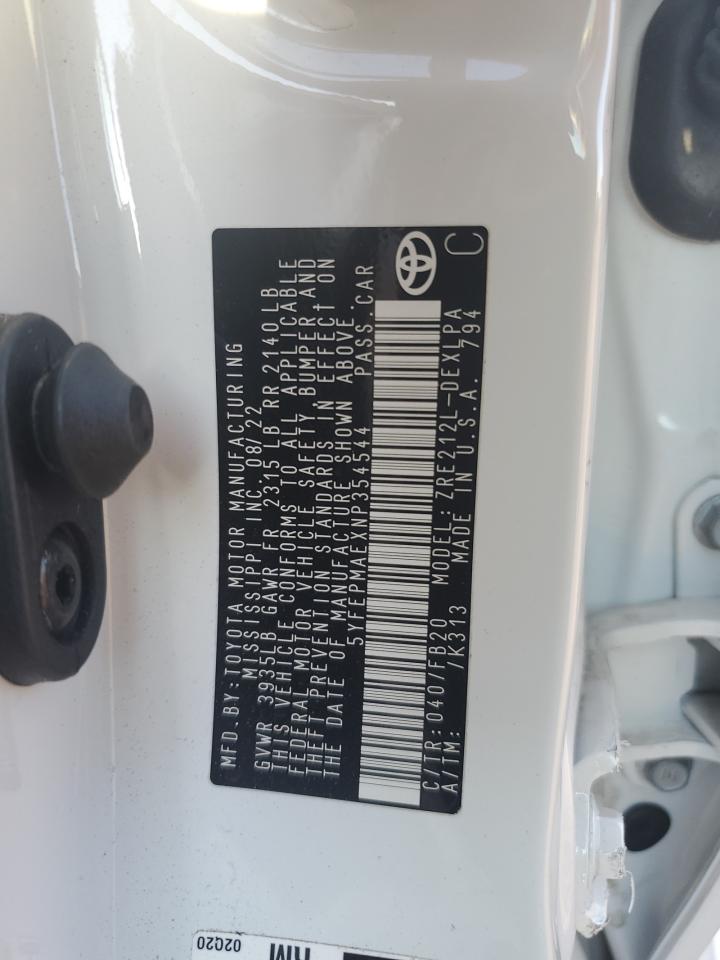 MFD BY: TOYOTA MOTOR MANUFACTURING
MISSISSIPPI INC. 08/22
GVWR 3935LB GAWR FR 2315 LB RR 2140 LB
THIS VEHICLE CONFORMS TO ALL APPLICABLE
FEDERAL MOTOR VEHICLE SAFETY BUMPER, AND
THEFT PREVENTION STANDARDS IN EFFECT ON
THE DATE OF MANUFACTURE SHOWN ABOVE.
5YFEPMAEXNP354544 PASS. CAR
C/TR: 040/FB20 MODEL: ZRE212L-DEXLPA
A/TM: /K313 MADE IN U.S.A. 794
C
02Q20
RM